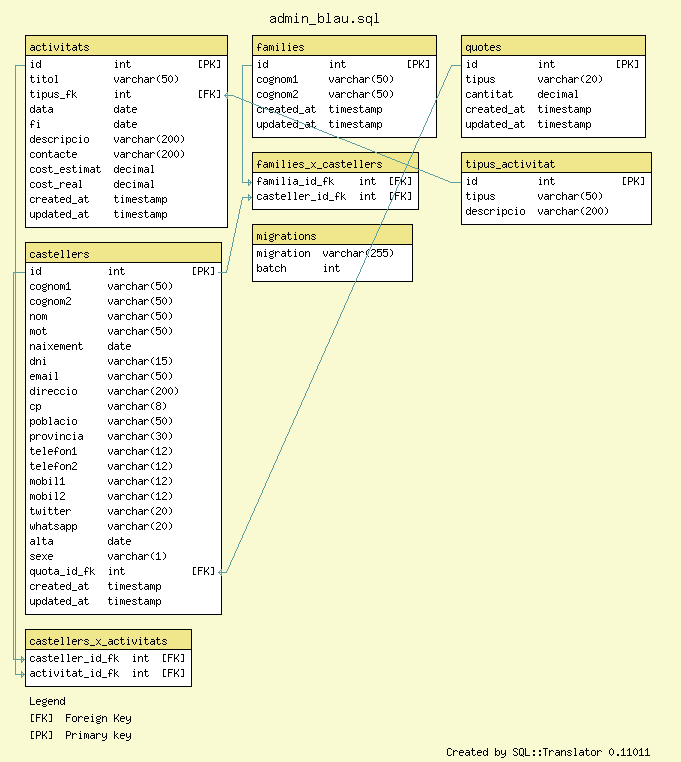 admin_blau.sql
activitats
id int [PK]
titol varchar(50)
tipus_fk int [FK]
data date
fi date
descripcio varchar(200)
contacte varchar(200)
cost_estimat decimal
cost_real decimal
created_at timestamp
updated_at timestamp
families
id int [PK]
cognom1 varchar(50)
cognom2 varchar(50)
created_at timestamp
updated_at timestamp
quotes
id int [PK]
tipus varchar(20)
cantitat decimal
created_at timestamp
updated_at timestamp
families_x_castellers
familia_id_fk int [FK]
casteller_id_fk int [FK]
tipus_activitat
id int [PK]
tipus varchar(50)
descripcio varchar(200)
migrations
migration varchar(255)
batch int
castellers
id int [PK]
cognom1 varchar(50)
cognom2 varchar(50)
nom varchar(50)
mot varchar(50)
naixement date
dni varchar(15)
email varchar(50)
direccio varchar(200)
cp varchar(8)
poblacio varchar(50)
provincia varchar(30)
telefon1 varchar(12)
telefon2 varchar(12)
mobil1 varchar(12)
mobil2 varchar(12)
twitter varchar(20)
whatsapp varchar(20)
alta date
sexe varchar(1)
quota_id_fk int [FK]
created_at timestamp
updated_at timestamp
castellers_x_activitats
casteller_id_fk int [FK]
activitat_id_fk int [FK]
Legend
[FK] Foreign Key
[PK] Primary key
Created by SQL::Translator 0.11011